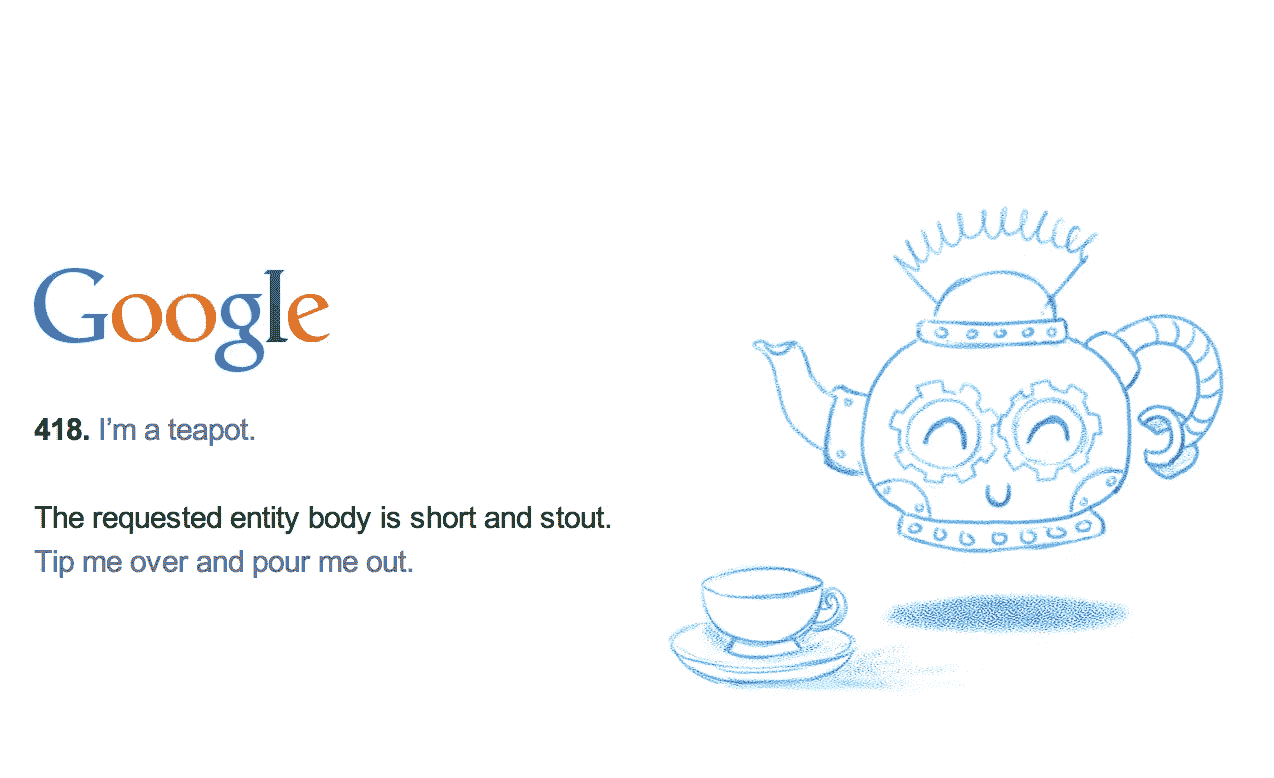 Google
418. I’m a teapot.
The requested entity body is short and stout.
Tip me over and pour me out.